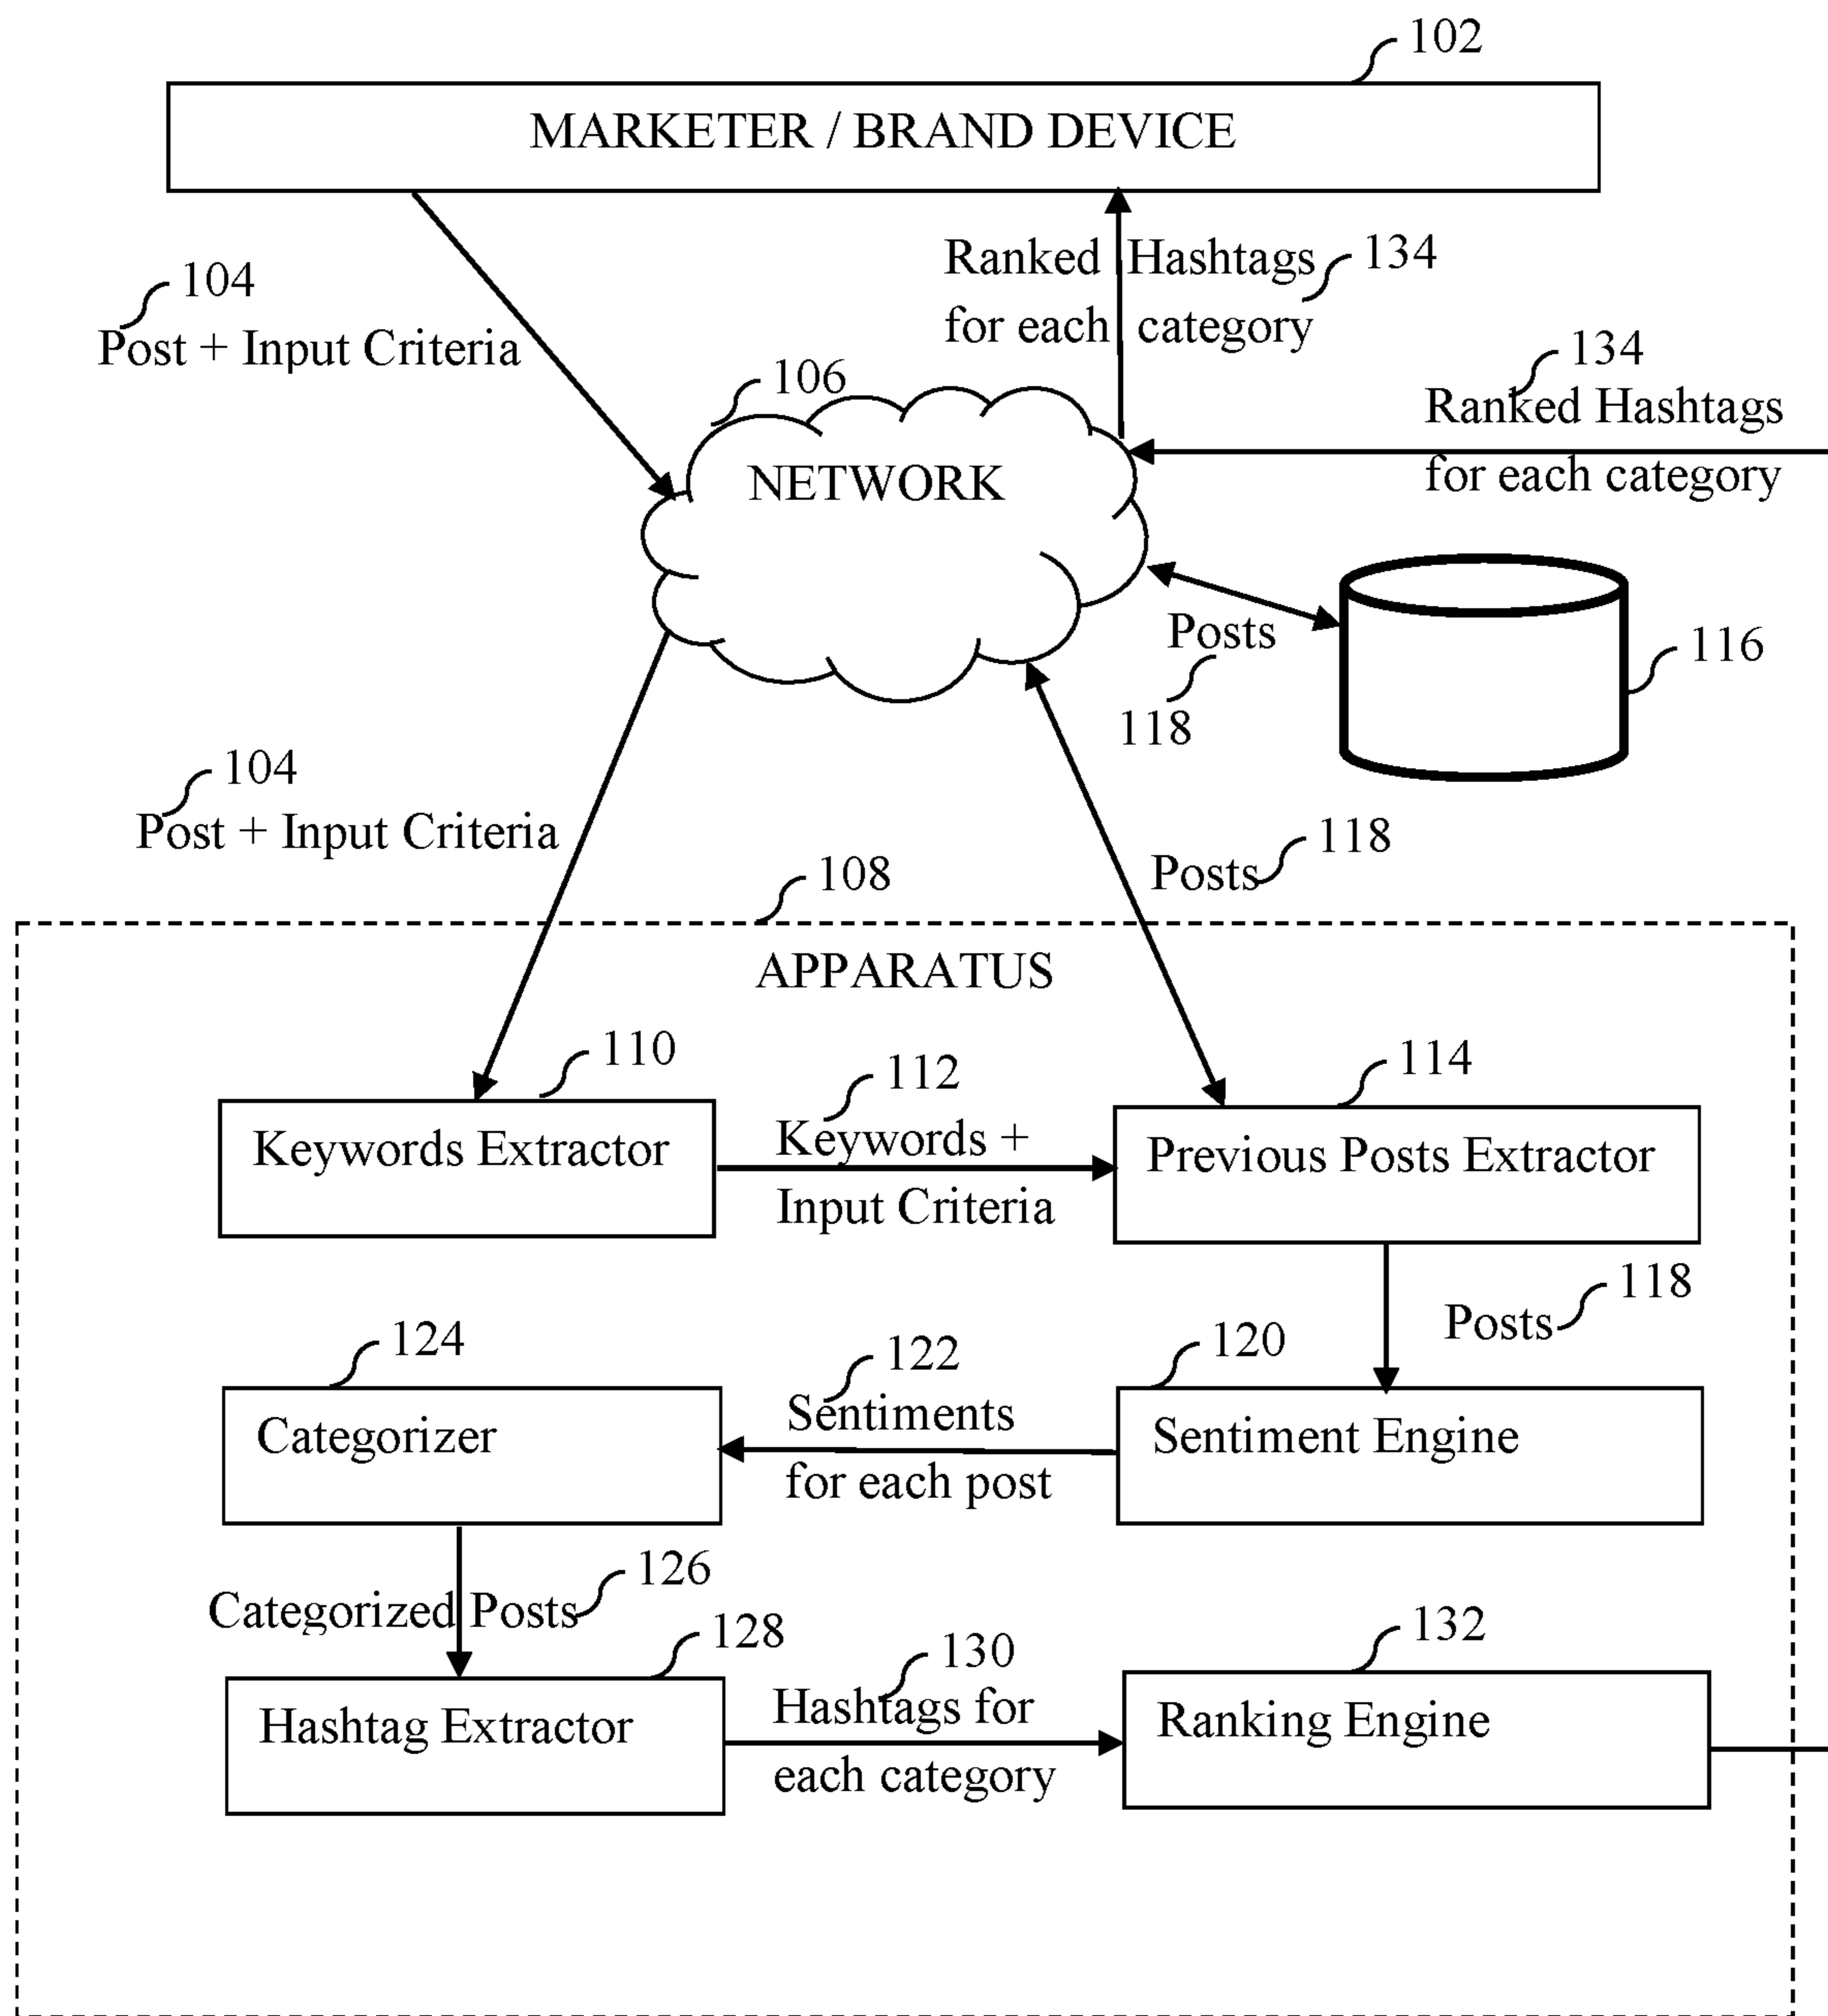 102
MARKETER / BRAND DEVICE
104
Post + Input Criteria
Ranked Hashtags
for each category
134
134
Ranked Hashtags
for each category
106
NETWORK
Posts
118
116
104
Post + Input Criteria
Posts
118
108
APPARATUS
110
Keywords Extractor
112
Keywords +
Input Criteria
114
Previous Posts Extractor
Posts
118
124
Categorizer
122
Sentiments
for each post
120
Sentiment Engine
Categorized Posts
126
128
Hashtag Extractor
130
Hashtags for
each category
132
Ranking Engine